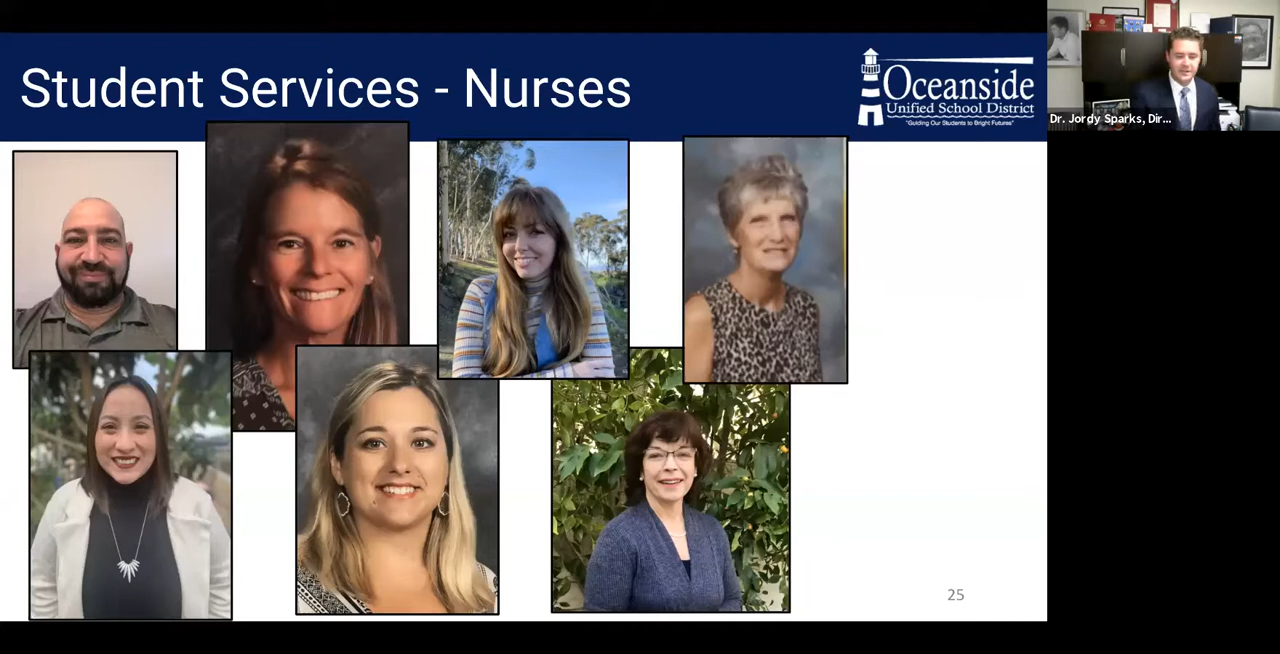 Student Services - Nurses
Oceanside
Unified School District
"Guiding Our Students to Bright Futures"
Dr. Jordy Sparks, Dir...
25